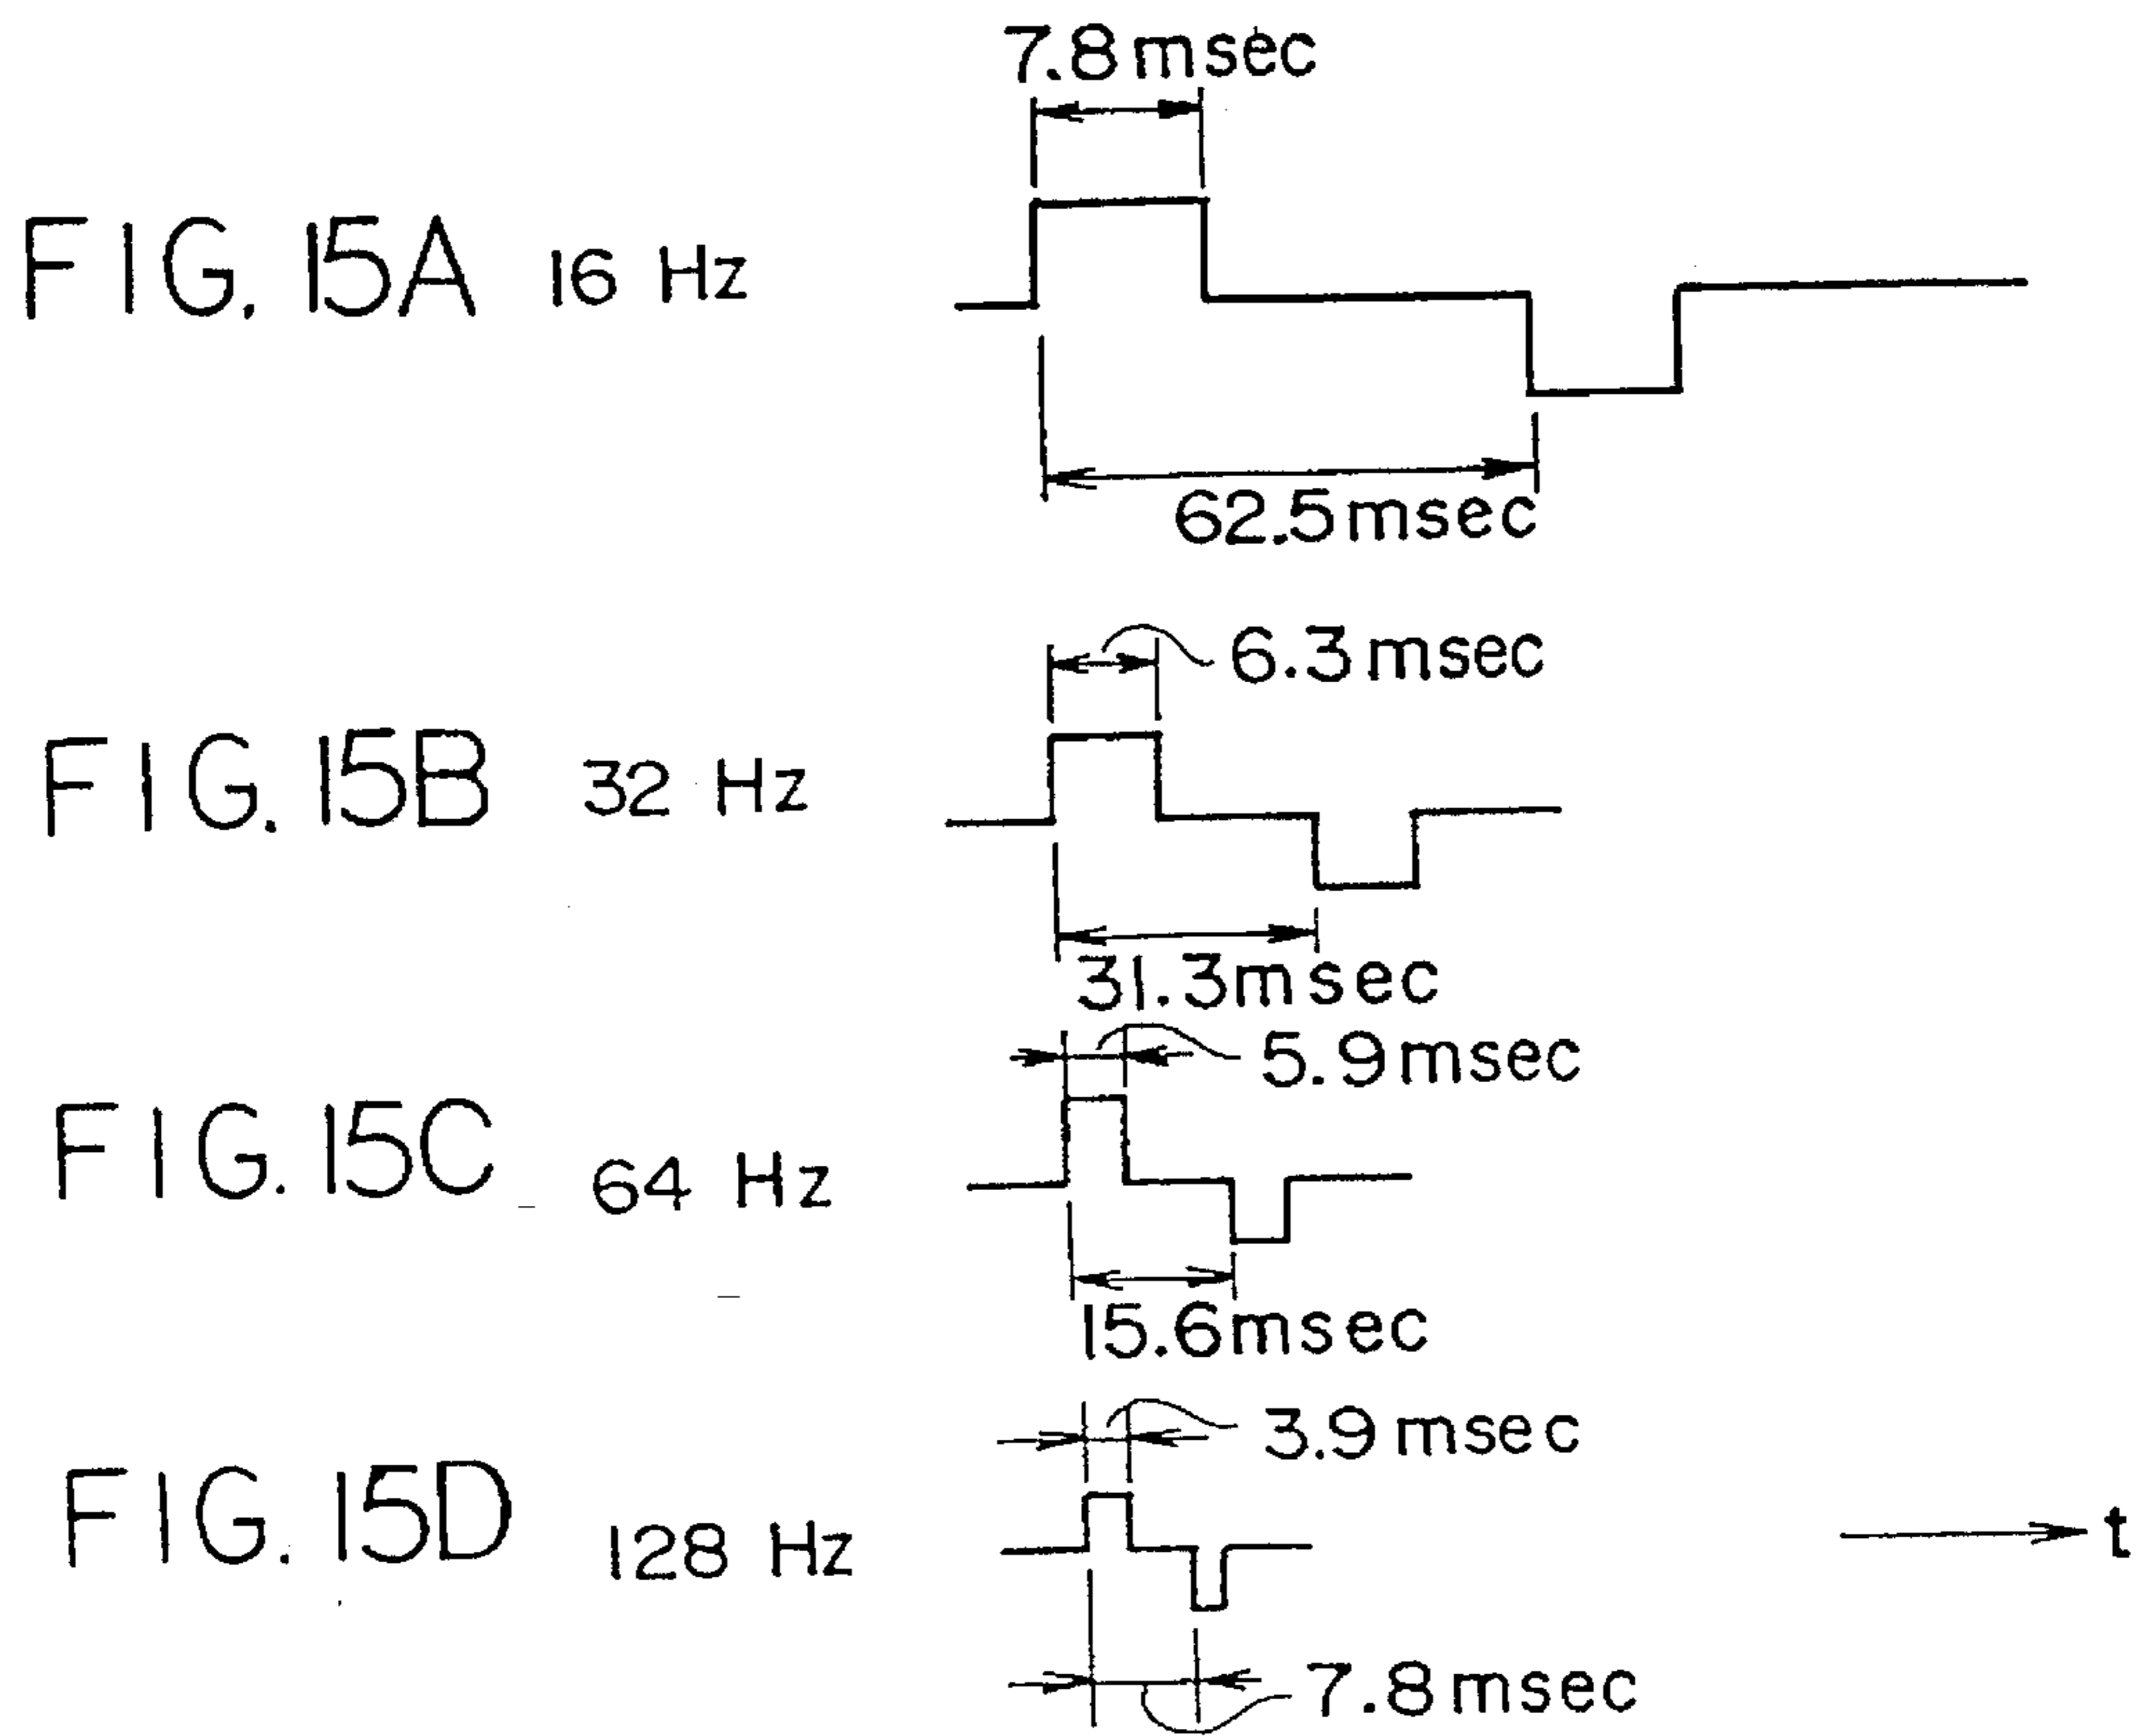 7.8 msec
FIG. 15A 16 Hz
62.5 msec
6.3 msec
FIG. 15B 32 Hz
31.3 msec
5.9 msec
FIG. 15C 64 Hz
15.6 msec
3.9 msec
FIG. 15D 128 Hz
t
7.8 msec